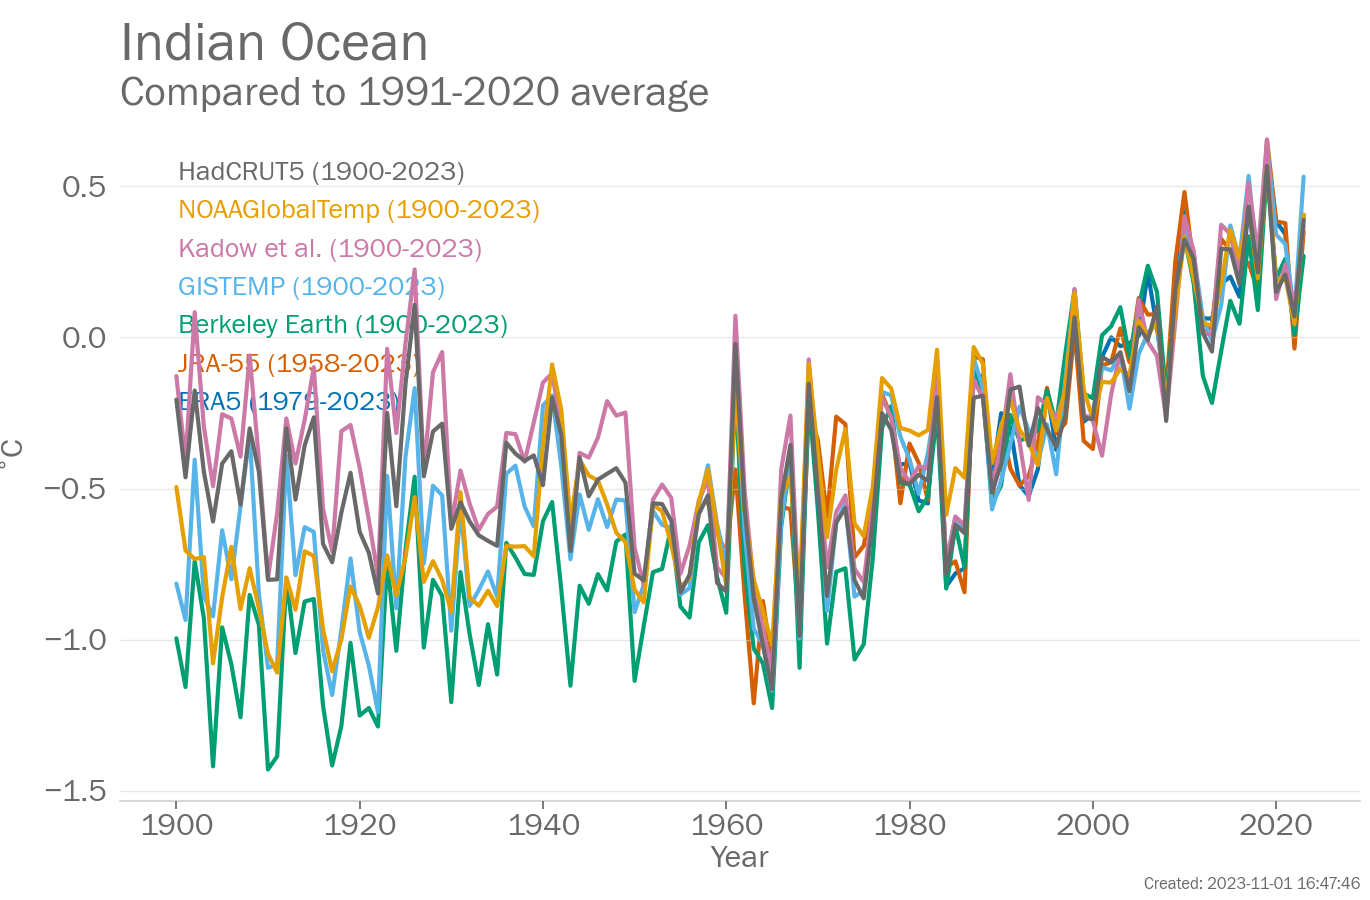 Indian Ocean
Compared to 1991-2020 average
HadCRUT5 (1900-2023)
NOAAGlobalTemp (1900-2023)
Kadow et al. (1900-2023)
GISTEMP (1900-2023)
Berkeley Earth (1900-2023)
JRA-55 (1958-2023)
ERA5 (1979-2023)
0.5
0.0
−0.5
−1.0
−1.5
°C
1900 1920 1940 1960 1980 2000 2020
Year
Created: 2023-11-01 16:47:46